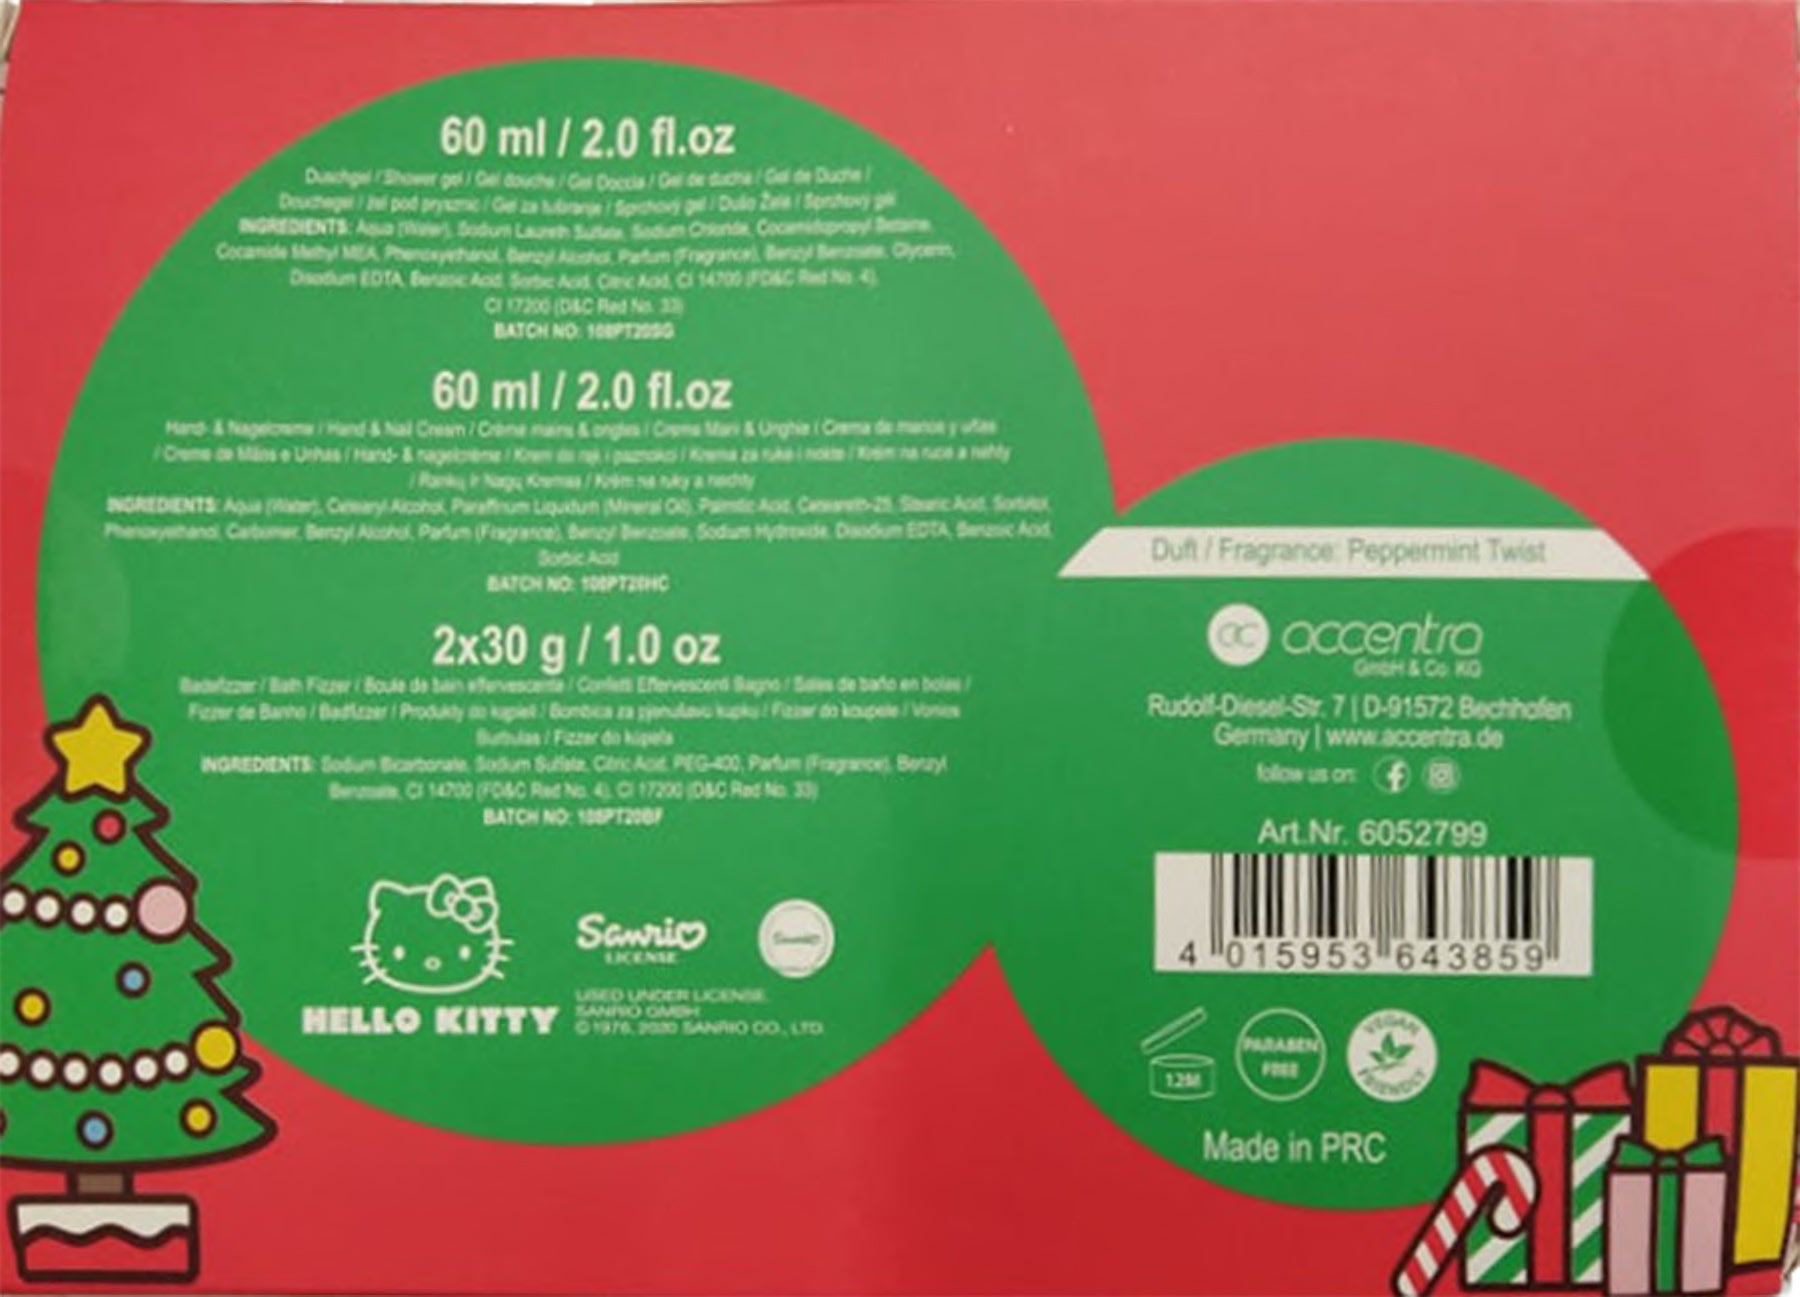 60 ml / 2.0 fl.oz
Duschgel / Shower gel / Gel douche / Gel Doccia / Gel de ducha / Gel de Duche /
Douchegel / żel pod prysznic / Gel za tuširanje / Sprchový gel / Dušo Želė / Sprchový gél
INGREDIENTS: Aqua (Water), Sodium Laureth Sulfate, Sodium Chloride, Cocamidopropyl Betaine,
Cocamide Methyl MEA, Phenoxyethanol, Benzyl Alcohol, Parfum (Fragrance), Benzyl Benzoate, Glycerin,
Disodium EDTA, Benzoic Acid, Sorbic Acid, Citric Acid, CI 14700 (FD&C Red No. 4),
CI 17200 (D&C Red No. 33)
BATCH NO: 108PT20SG
60 ml / 2.0 fl.oz
Hand- & Nagelcreme / Hand & Nail Cream / Crème mains & ongles / Crema Mani & Unghie / Crema de manos y uñas
/ Creme de Mãos e Unhas / Hand- & nagelcrème / Krem do rąk i paznokci / Krema za ruke i nokte / Krém na ruce a nehty
/ Rankų Ir Nagų Kremas / Krém na ruky a nechty
INGREDIENTS: Aqua (Water), Cetearyl Alcohol, Paraffinum Liquidum (Mineral Oil), Palmitic Acid, Ceteareth-25, Stearic Acid, Sorbitol,
Phenoxyethanol, Carbomer, Benzyl Alcohol, Parfum (Fragrance), Benzyl Benzoate, Sodium Hydroxide, Disodium EDTA, Benzoic Acid,
Sorbic Acid
BATCH NO: 108PT20HC
2x30 g / 1.0 oz
Badefizzer / Bath Fizzer / Boule de bain effervescente / Confetti Effervescenti Bagno / Sales de baño en bolas /
Fizzer de Banho / Badfizzer / Produkty do kąpieli / Bombica za pjenušavu kupku / Fizzer do koupele / Vonios
Burbulas / Fizzer do kúpeľa
INGREDIENTS: Sodium Bicarbonate, Sodium Sulfate, Citric Acid, PEG-400, Parfum (Fragrance), Benzyl
Benzoate, CI 14700 (FD&C Red No. 4), CI 17200 (D&C Red No. 33)
BATCH NO: 108PT20BF
Sanrio
LICENSE
Sanrio
HELLO KITTY
USED UNDER LICENSE.
SANRIO GMBH
© 1976, 2020 SANRIO CO., LTD.
Duft / Fragrance: Peppermint Twist
ac accentra
GmbH & Co. KG
Rudolf-Diesel-Str. 7 | D-91572 Bechhofen
Germany | www.accentra.de
follow us on:
Art.Nr. 6052799
4 015953 643859
12M
PARABEN
FREE
VEGAN
FRIENDLY
Made in PRC